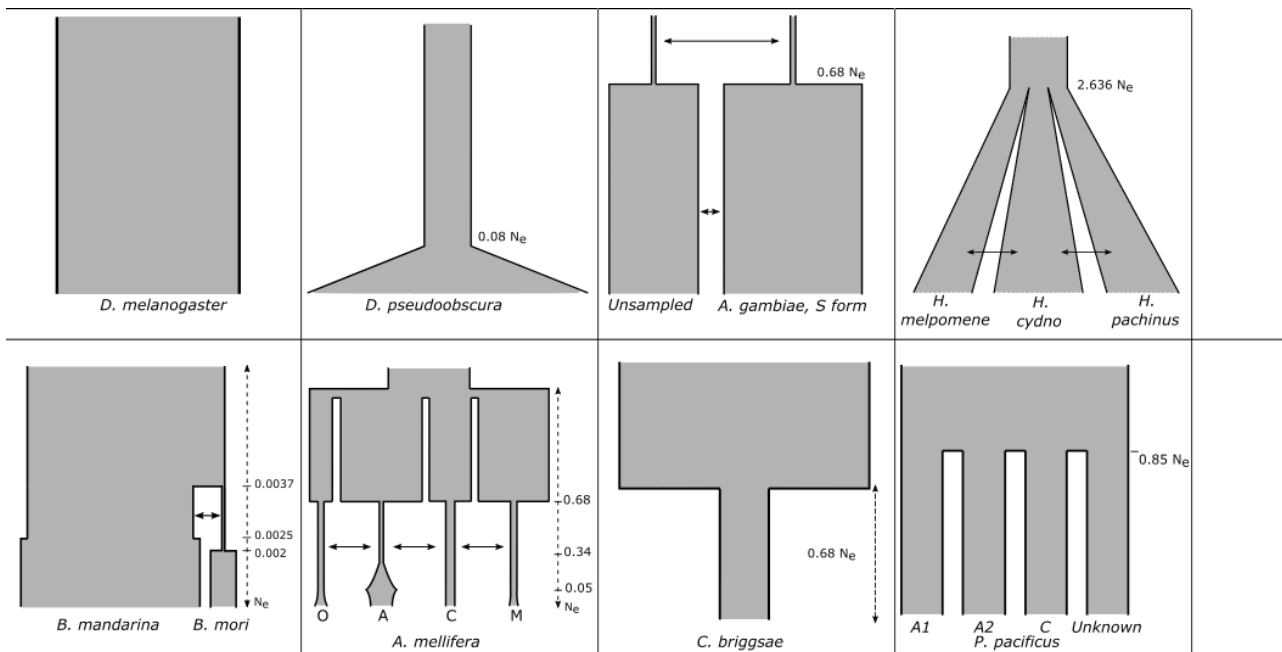 D. melanogaster
0.08 Ne
D. pseudoobscura
0.68 Ne
Unsampled
A. gambiae, S form
2.636 Ne
H. melpomene
H. cydno
H. pachinus
0.0037
0.0025
0.002
Ne
B. mandarina
B. mori
0.68
0.34
0.05
Ne
O
A
C
M
A. mellifera
0.68 Ne
C. briggsae
0.85 Ne
A1
A2
C
Unknown
P. pacificus